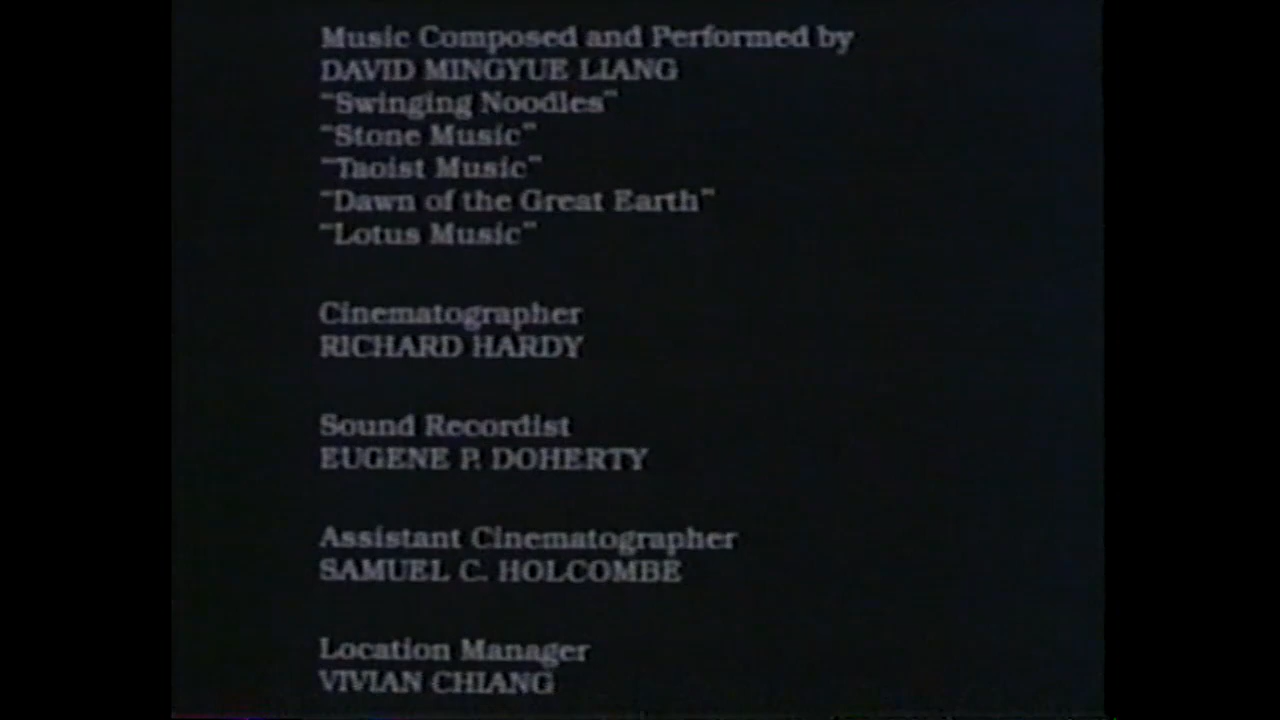 Music Composed and Performed by
DAVID MINGYUE LIANG
"Swinging Noodles"
"Stone Music"
"Taoist Music"
"Dawn of the Great Earth"
"Lotus Music"
Cinematographer
RICHARD HARDY
Sound Recordist
EUGENE P. DOHERTY
Assistant Cinematographer
SAMUEL C. HOLCOMBE
Location Manager
VIVIAN CHIANG